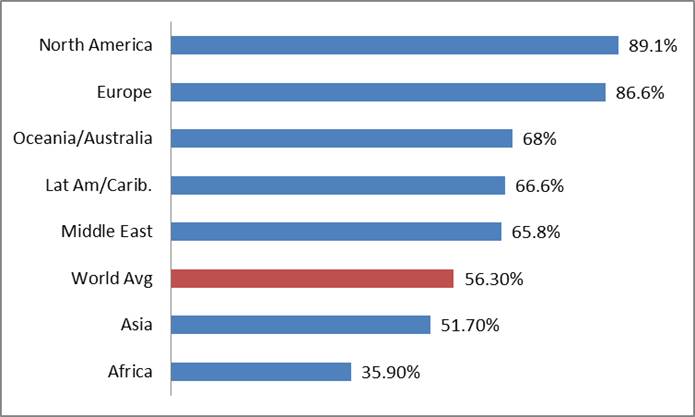 North America 89.1%
Europe 86.6%
Oceania/Australia 68%
Lat Am/Carib. 66.6%
Middle East 65.8%
World Avg 56.30%
Asia 51.70%
Africa 35.90%